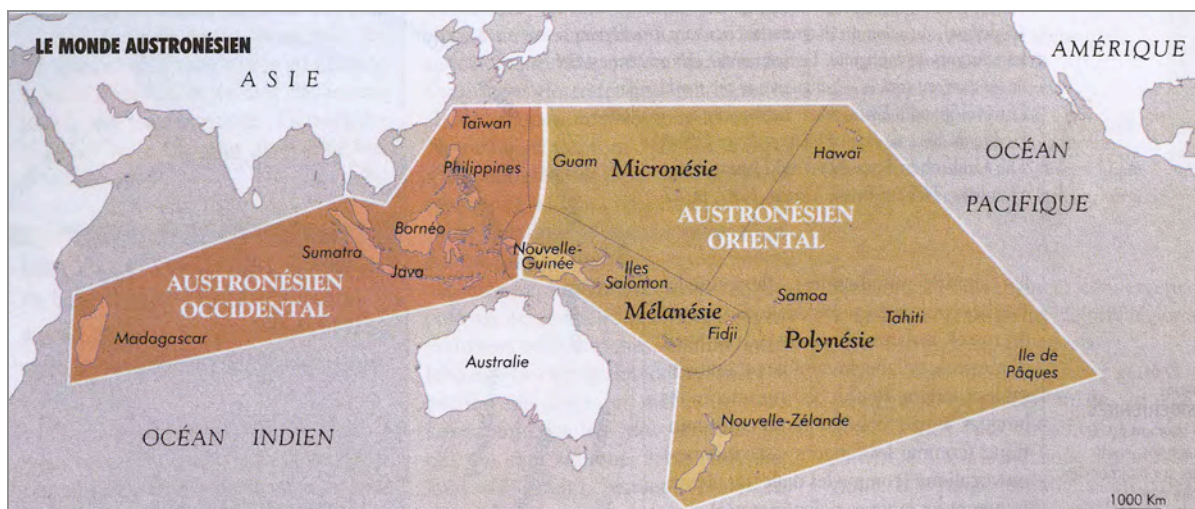 LE MONDE AUSTRONÉSIEN
ASIE
AMÉRIQUE
Taïwan
Philippines
Guam
Micronésie
Hawaï
OCÉAN
PACIFIQUE
AUSTRONÉSIEN
ORIENTAL
Bornéo
Sumatra
Java
Nouvelle-
Guinée
Iles
Salomon
AUSTRONÉSIEN
OCCIDENTAL
Madagascar
Mélanésie
Fidji
Samoa
Tahiti
Polynésie
Ile de
Pâques
Australie
Nouvelle-Zélande
OCÉAN INDIEN
1000 Km